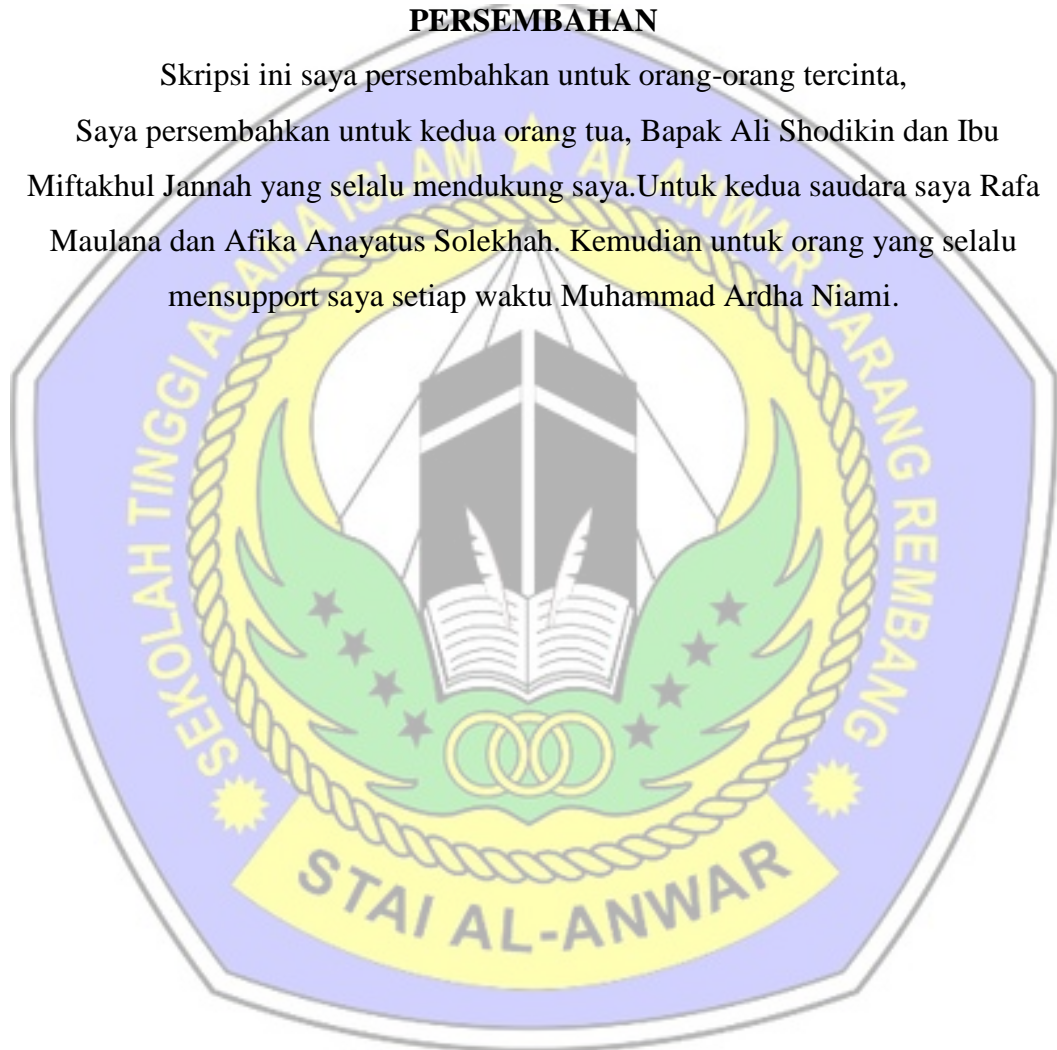 PERSEMBAHAN
Skripsi ini saya persembahkan untuk orang-orang tercinta,
Saya persembahkan untuk kedua orang tua, Bapak Ali Shodikin dan Ibu
Miftakhul Jannah yang selalu mendukung saya.Untuk kedua saudara saya Rafa
Maulana dan Afika Anayatus Solekhah. Kemudian untuk orang yang selalu
mensupport saya setiap waktu Muhammad Ardha Niami.
SEKOLAH TINGGI AGAMA ISLAM AL ANWAR SARANG REMBANG
STAI AL-ANWAR